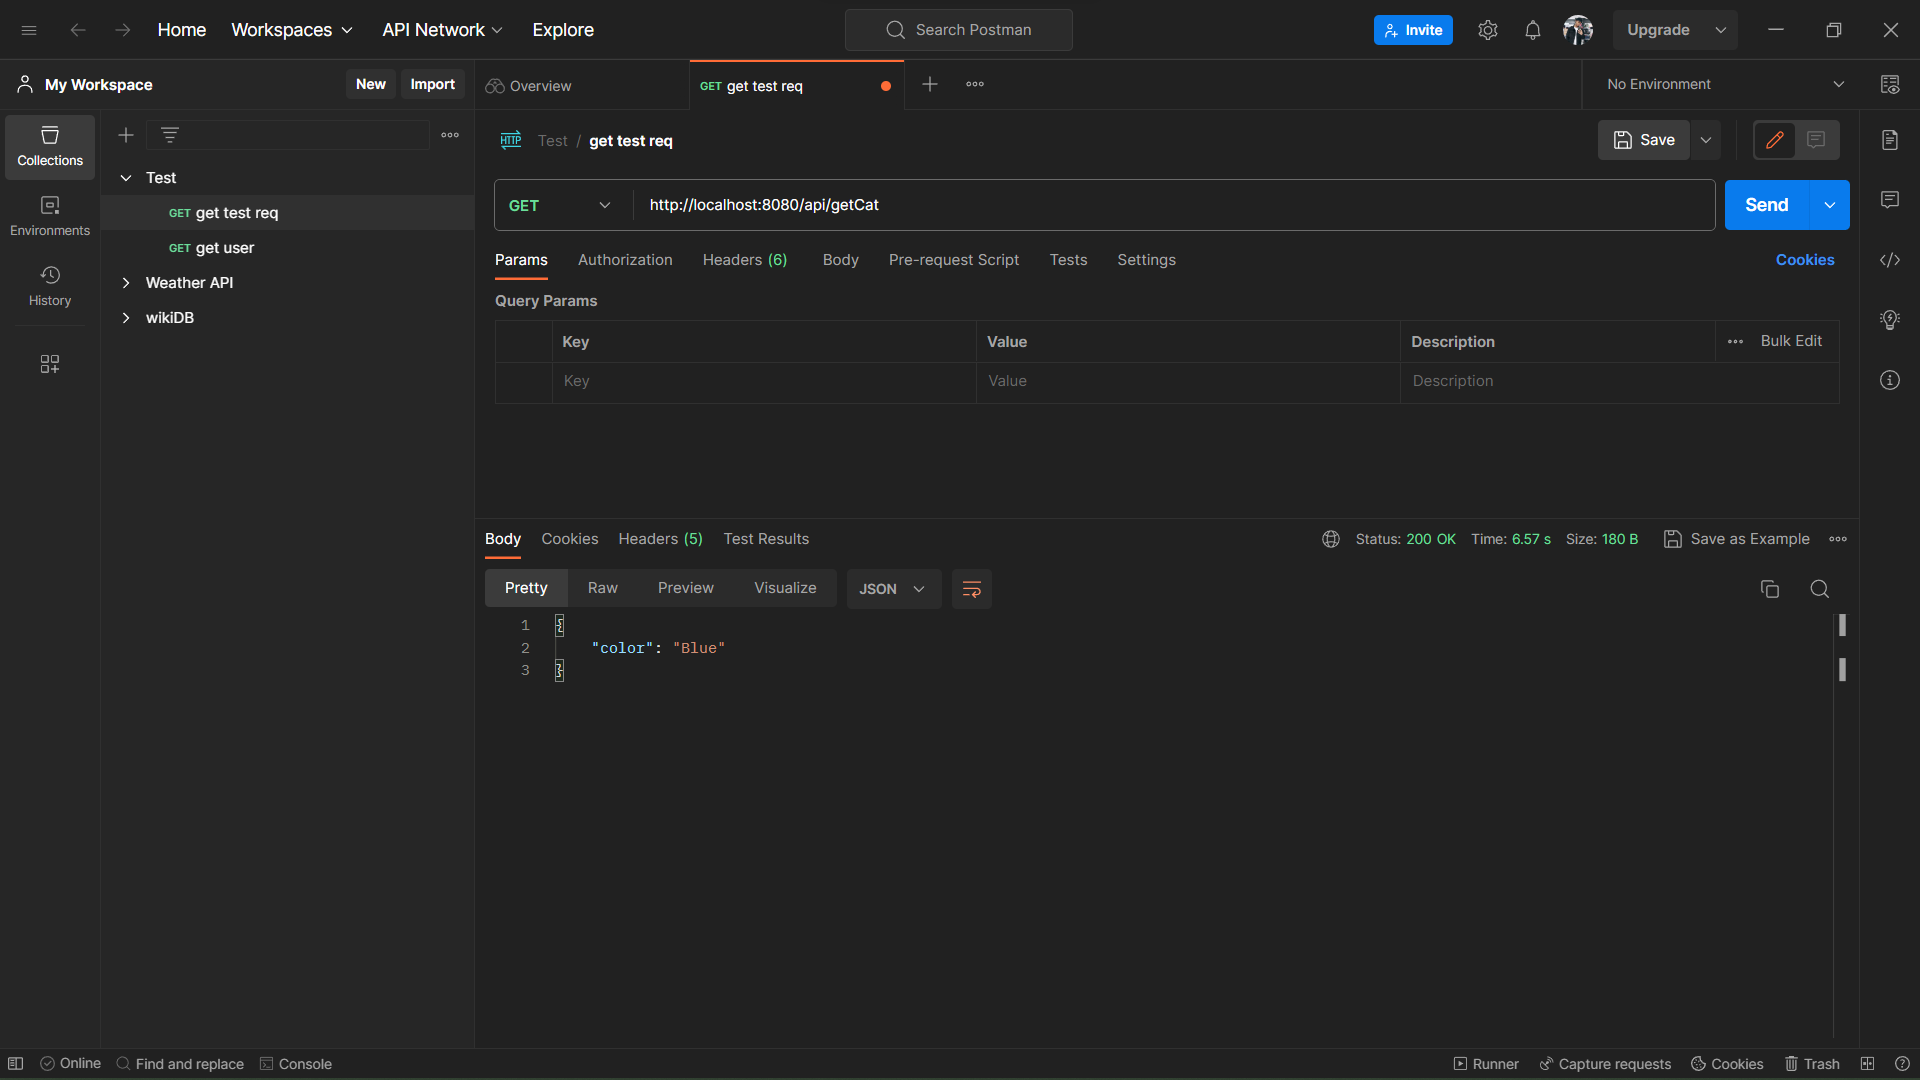 Home Workspaces API Network Explore Search Postman Invite Upgrade
My Workspace New Import Overview GET get test req No Environment
Collections
Environments
History
Test
GET get test req
GET get user
Weather API
wikiDB
HTTP Test / get test req Save
GET http://localhost:8080/api/getCat Send
Params Authorization Headers (6) Body Pre-request Script Tests Settings Cookies
Query Params
Key Value Description Bulk Edit
Key Value Description
Body Cookies Headers (5) Test Results Status: 200 OK Time: 6.57 s Size: 180 B Save as Example
Pretty Raw Preview Visualize JSON
1 {
2 "color": "Blue"
3 }
Online Find and replace Console Runner Capture requests Cookies Trash